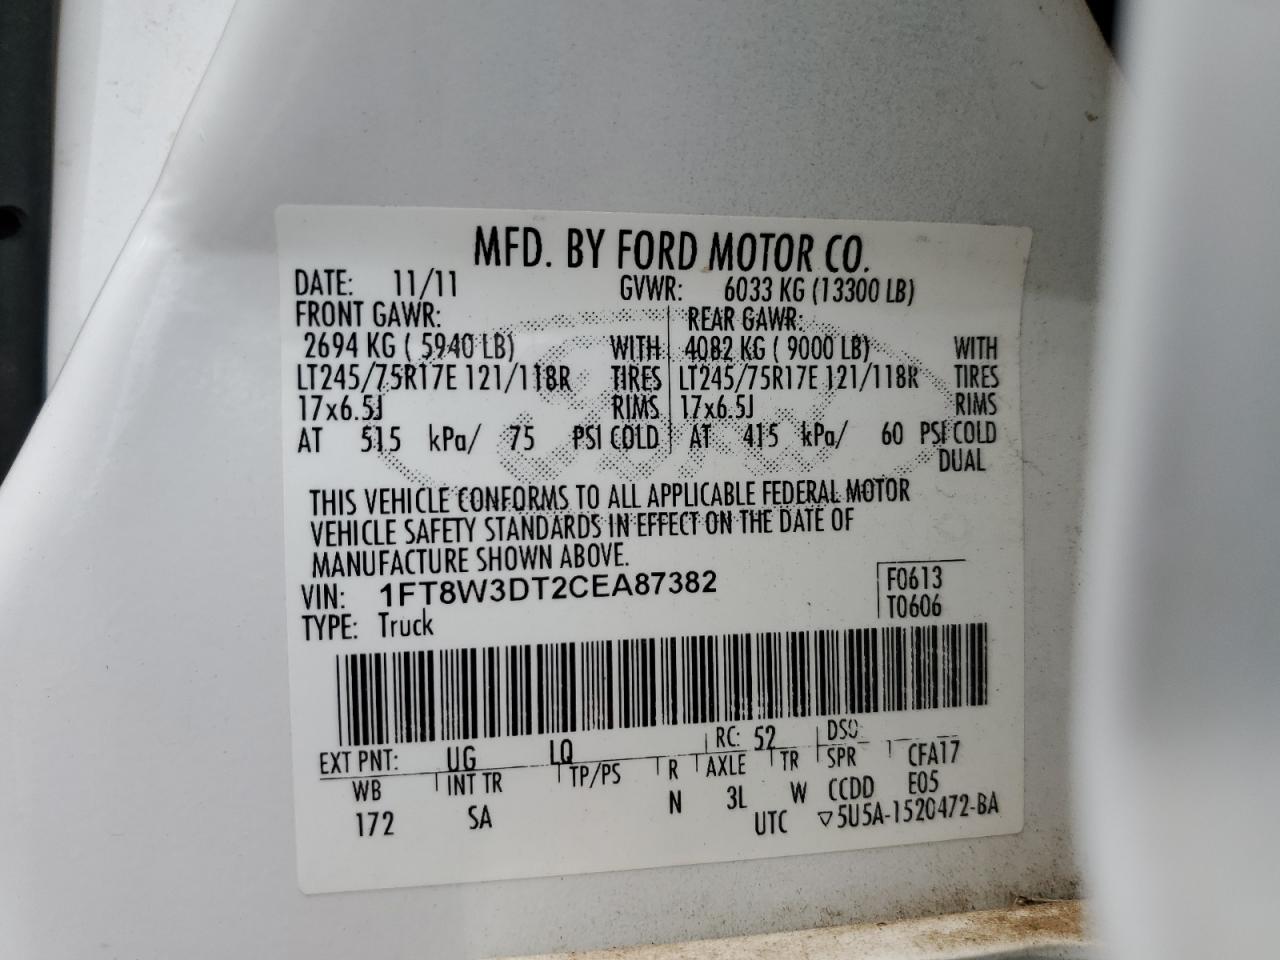 MFD. BY FORD MOTOR CO.
DATE: 11/11 GVWR: 6033 KG (13300 LB)
FRONT GAWR: REAR GAWR:
2694 KG ( 5940 LB) WITH 4082 KG ( 9000 LB) WITH
LT245/75R17E 121/118R TIRES LT245/75R17E 121/118R TIRES
17x6.5J RIMS 17x6.5J RIMS
AT 515 kPa/ 75 PSI COLD AT 415 kPa/ 60 PSI COLD
DUAL
THIS VEHICLE CONFORMS TO ALL APPLICABLE FEDERAL MOTOR
VEHICLE SAFETY STANDARDS IN EFFECT ON THE DATE OF
MANUFACTURE SHOWN ABOVE.
VIN: 1FT8W3DT2CEA87382 F0613
TYPE: Truck T0606
EXT PNT: UG LQ RC: 52 DSO
WB INT TR TP/PS R AXLE TR SPR CFA17
172 SA N 3L W CCDD E05
UTC ▽5U5A-1520472-BA